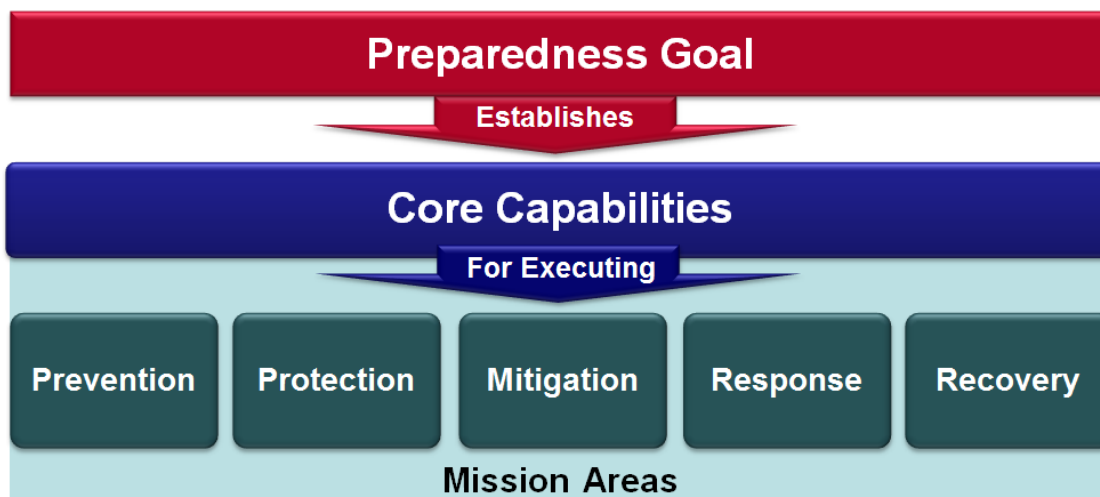 Preparedness Goal
Establishes
Core Capabilities
For Executing
Prevention Protection Mitigation Response Recovery
Mission Areas